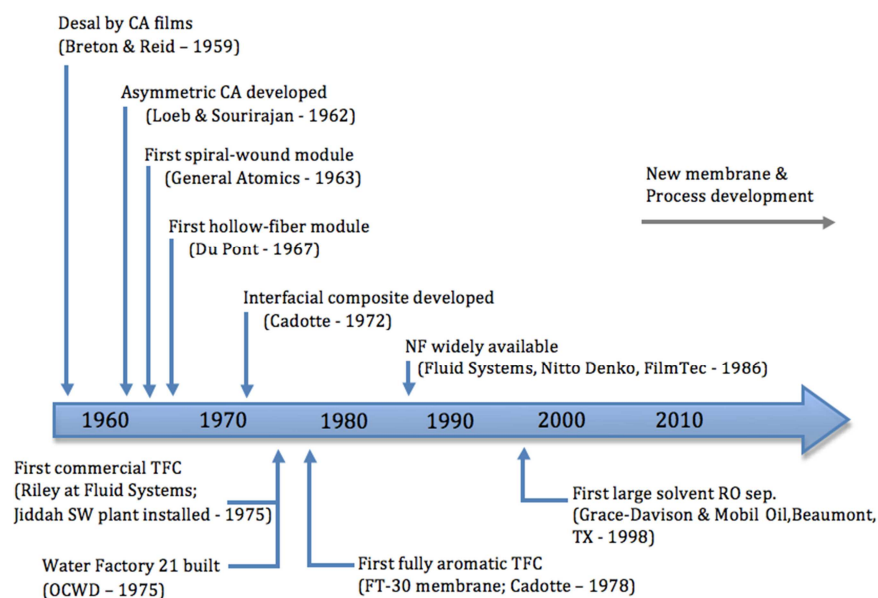 Desal by CA films
(Breton & Reid – 1959)
Asymmetric CA developed
(Loeb & Sourirajan - 1962)
First spiral-wound module
(General Atomics - 1963)
First hollow-fiber module
(Du Pont - 1967)
Interfacial composite developed
(Cadotte - 1972)
NF widely available
(Fluid Systems, Nitto Denko, FilmTec - 1986)
New membrane &
Process development
1960 1970 1980 1990 2000 2010
First commercial TFC
(Riley at Fluid Systems;
Jiddah SW plant installed - 1975)
Water Factory 21 built
(OCWD – 1975)
First fully aromatic TFC
(FT-30 membrane; Cadotte – 1978)
First large solvent RO sep.
(Grace-Davison & Mobil Oil,Beaumont,
TX - 1998)